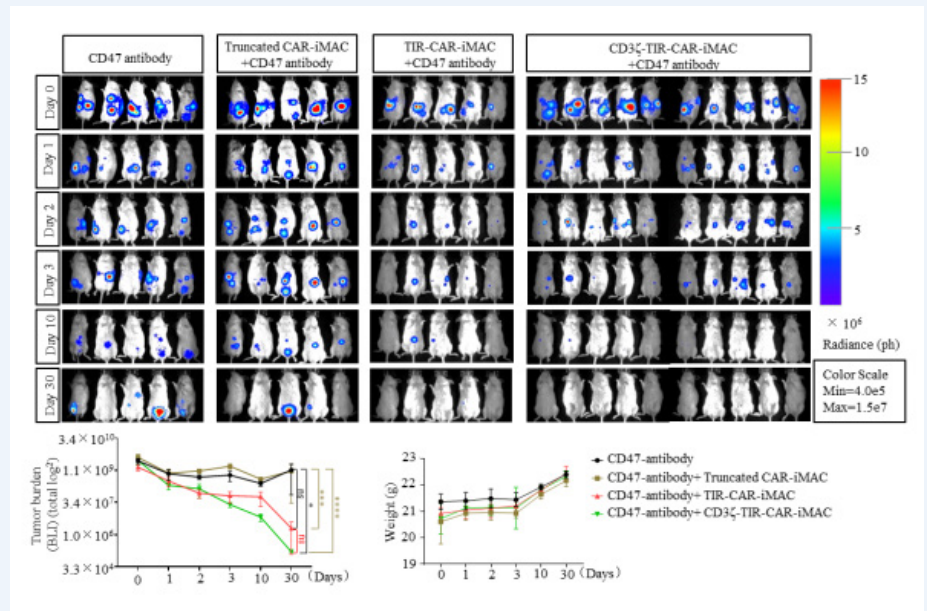 CD47 antibody
Truncated CAR-iMAC
+CD47 antibody
TIR-CAR-iMAC
+CD47 antibody
CD3ζ-TIR-CAR-iMAC
+CD47 antibody
Day 0
Day 1
Day 2
Day 3
Day 10
Day 30
15
10
5
× 10⁶
Radiance (ph)
Color Scale
Min=4.0e5
Max=1.5e7
Tumor burden
(BLI) (total log²)
3.4×10¹⁰
1.1×10⁹
3.4×10⁷
1.0×10⁶
3.3×10⁴
0 1 2 3 10 30 (Days)
ns
*
ns
***
****
Weight (g)
23
22
21
20
19
0 1 2 3 10 30 (Days)
CD47-antibody
CD47-antibody+ Truncated CAR-iMAC
CD47-antibody+ TIR-CAR-iMAC
CD47-antibody+ CD3ζ-TIR-CAR-iMAC